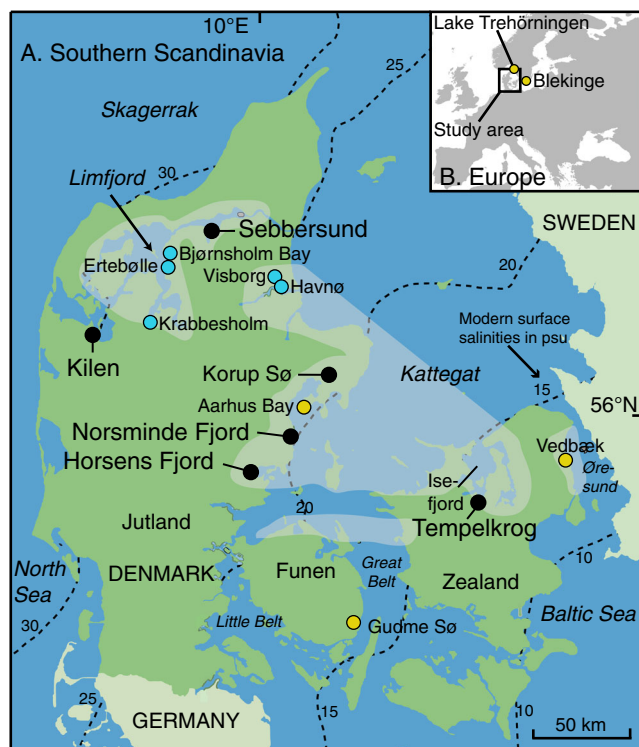 10°E
A. Southern Scandinavia
25
Lake Trehörningen
Blekinge
Study area
B. Europe
Skagerrak
30
Limfjord
Sebbersund
SWEDEN
Bjørnsholm Bay
Ertebølle
Visborg
Havnø
20
Krabbesholm
Modern surface
salinities in psu
Kilen
Korup Sø
Kattegat
15
Aarhus Bay
56°N
Norsminde Fjord
Vedbæk
Horsens Fjord
Ise-
fjord
Øre-
sund
20
Tempelkrog
Jutland
10
North
Sea
DENMARK
Funen
Great
Belt
Zealand
Baltic Sea
30
Little Belt
Gudme Sø
25
15
10
GERMANY
50 km